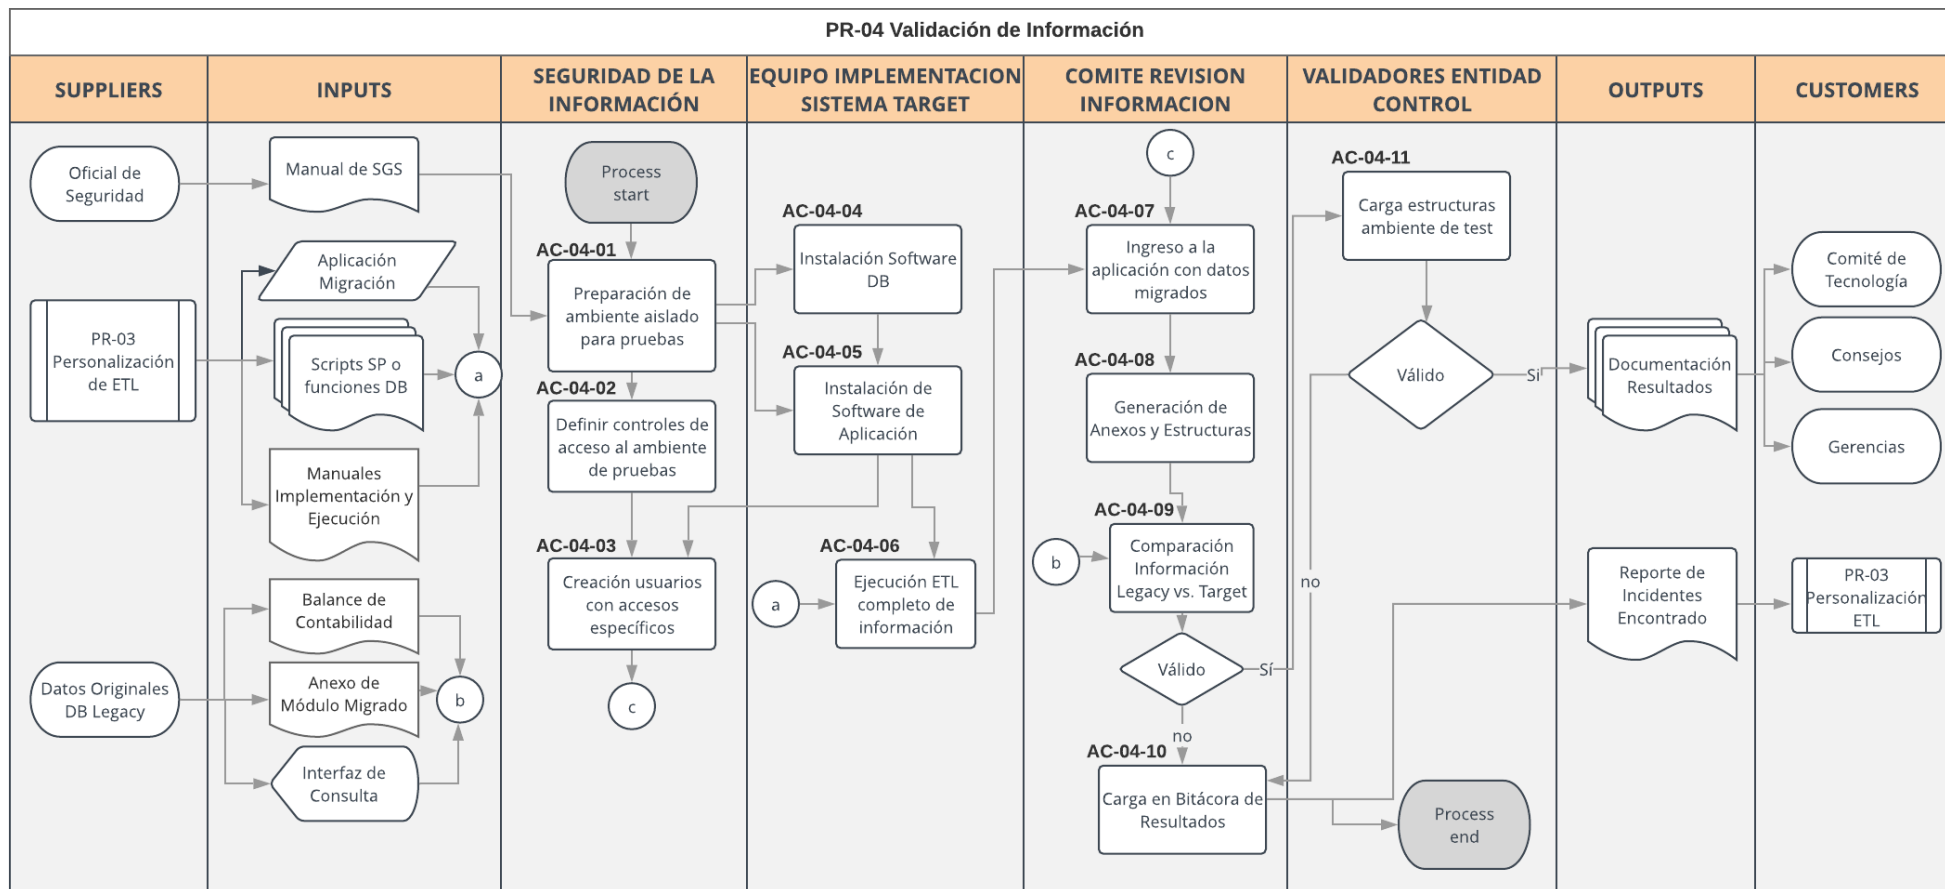 PR-04 Validación de Información
SUPPLIERS
INPUTS
SEGURIDAD DE LA
INFORMACIÓN
EQUIPO IMPLEMENTACION
SISTEMA TARGET
COMITE REVISION
INFORMACION
VALIDADORES ENTIDAD
CONTROL
OUTPUTS
CUSTOMERS
Oficial de
Seguridad
PR-03
Personalización
de ETL
Datos Originales
DB Legacy
Manual de SGS
Aplicación
Migración
Scripts SP o
funciones DB
a
Manuales
Implementación y
Ejecución
Balance de
Contabilidad
Anexo de
Módulo Migrado
b
Interfaz de
Consulta
Process
start
AC-04-01
Preparación de
ambiente aislado
para pruebas
AC-04-02
Definir controles de
acceso al ambiente
de pruebas
AC-04-03
Creación usuarios
con accesos
específicos
c
AC-04-04
Instalación Software
DB
AC-04-05
Instalación de
Software de
Aplicación
AC-04-06
a
Ejecución ETL
completo de
información
c
AC-04-07
Ingreso a la
aplicación con datos
migrados
AC-04-08
Generación de
Anexos y Estructuras
AC-04-09
b
Comparación
Información
Legacy vs. Target
Válido
Sí
no
AC-04-10
Carga en Bitácora de
Resultados
AC-04-11
Carga estructuras
ambiente de test
Válido
Si
no
Process
end
Documentación
Resultados
Reporte de
Incidentes
Encontrado
Comité de
Tecnología
Consejos
Gerencias
PR-03
Personalización
ETL